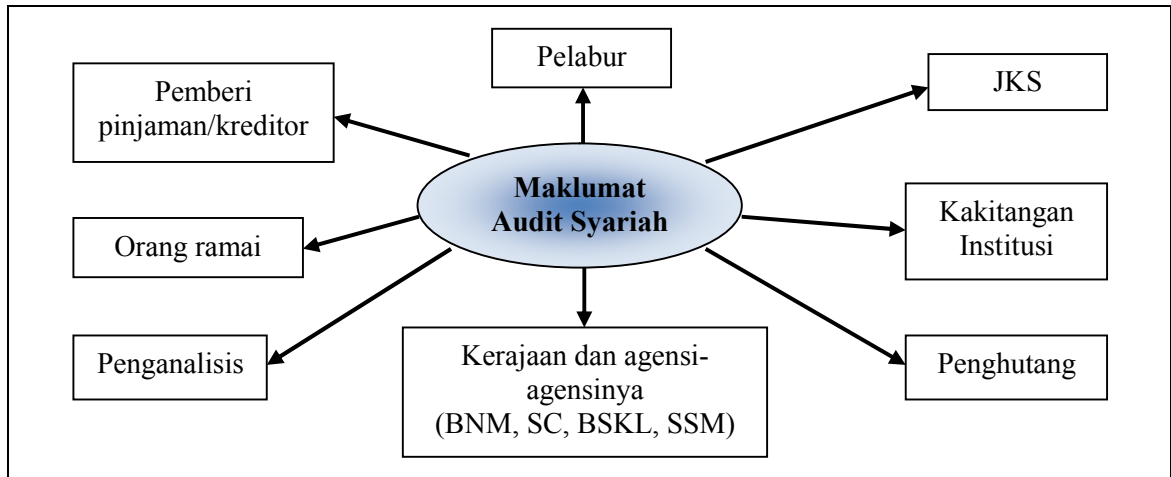 Pelabur
Pemberi
pinjaman/kreditor
JKS
Maklumat
Audit Syariah
Kakitangan
Institusi
Orang ramai
Penganalisis
Kerajaan dan agensi-
agensinya
(BNM, SC, BSKL, SSM)
Penghutang